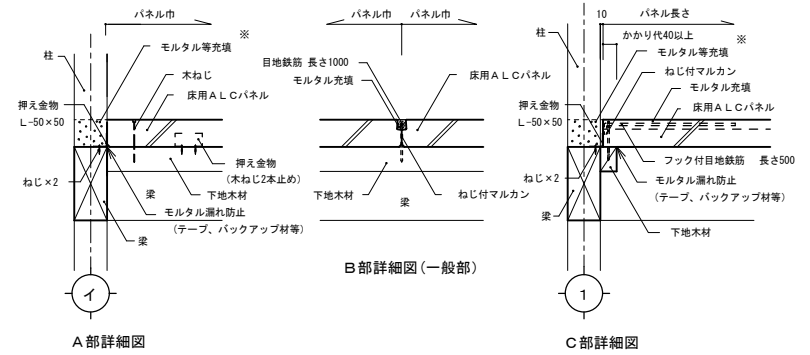 パネル巾
※
柱
モルタル等充填
木ねじ
押え金物
床用ALCパネル
L-50×50
押え金物
(木ねじ2本止め)
ねじ×2
下地木材
梁
モルタル漏れ防止
(テープ、バックアップ材等)
梁
イ
A部詳細図
パネル巾
パネル巾
目地鉄筋 長さ1000
モルタル充填
床用ALCパネル
下地木材
梁
ねじ付マルカン
B部詳細図(一般部)
10
パネル長さ
かかり代40以上
※
柱
モルタル等充填
ねじ付マルカン
モルタル充填
押え金物
床用ALCパネル
L-50×50
フック付目地鉄筋 長さ500
ねじ×2
モルタル漏れ防止
(テープ、バックアップ材等)
梁
下地木材
1
C部詳細図